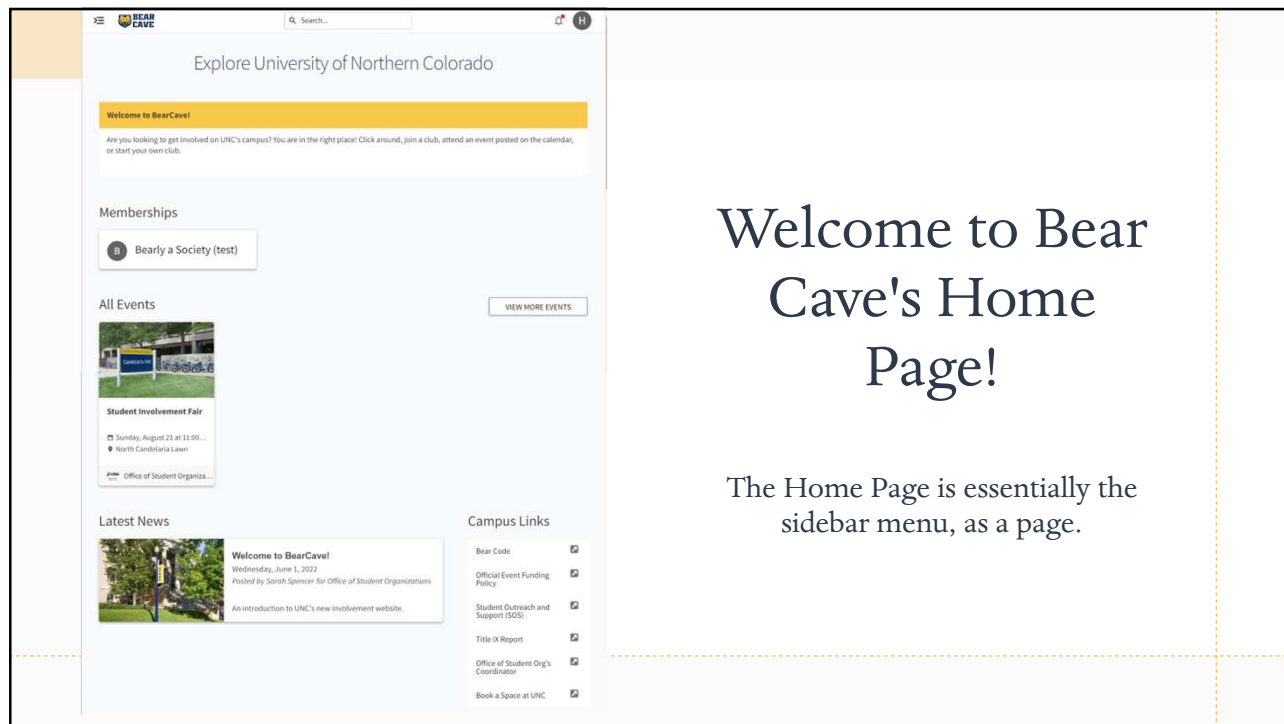 BEAR
CAVE
Search...
H
Explore University of Northern Colorado
Welcome to BearCave!
Are you looking to get involved on UNC's campus? You are in the right place! Click around, join a club, attend an event posted on the calendar,
or start your own club.
Memberships
B Bearly a Society (test)
All Events
VIEW MORE EVENTS
Candelaria Hall
Student Involvement Fair
Sunday, August 21 at 11:00...
North Candelaria Lawn
Office of Student Organiza...
Latest News
Welcome to BearCave!
Wednesday, June 1, 2022
Posted by Sarah Spencer for Office of Student Organizations
An introduction to UNC's new involvement website.
Campus Links
Bear Code
Official Event Funding
Policy
Student Outreach and
Support (SOS)
Title IX Report
Office of Student Org's
Coordinator
Book a Space at UNC
Welcome to Bear
Cave's Home
Page!
The Home Page is essentially the
sidebar menu, as a page.